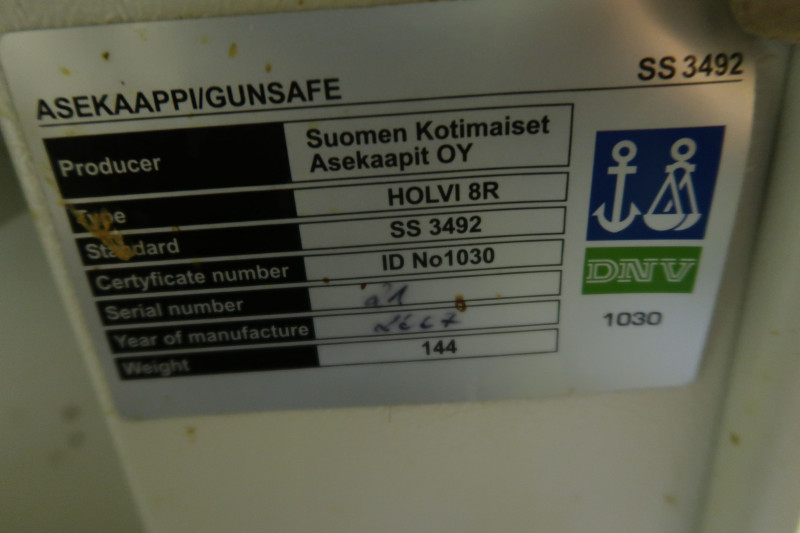 ASEKAAPPI/GUNSAFE
SS 3492
Producer
Suomen Kotimaiset
Asekaapit OY
Type HOLVI 8R
Standard SS 3492
Certyficate number ID No1030
Serial number
Year of manufacture
Weight 144
DNV
1030